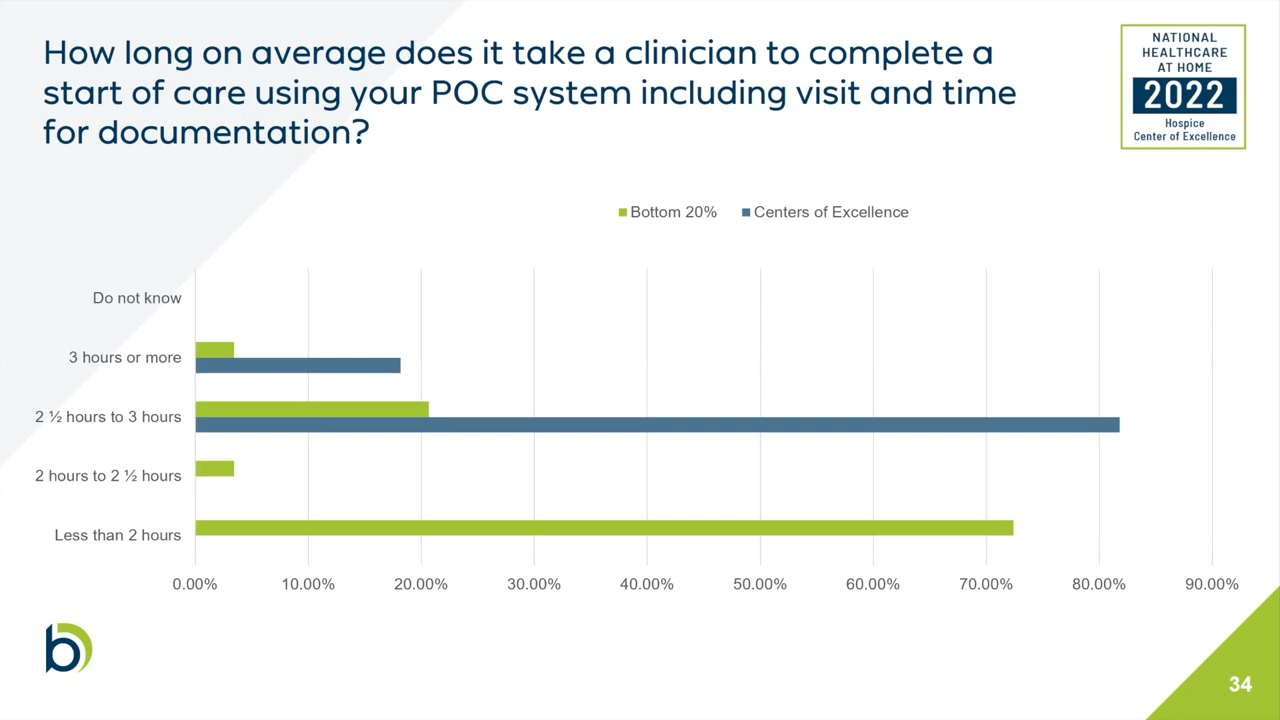 How long on average does it take a clinician to complete a
start of care using your POC system including visit and time
for documentation?
NATIONAL
HEALTHCARE
AT HOME
2022
Hospice
Center of Excellence
Bottom 20%
Centers of Excellence
Do not know
3 hours or more
2 ½ hours to 3 hours
2 hours to 2 ½ hours
Less than 2 hours
0.00%
10.00%
20.00%
30.00%
40.00%
50.00%
60.00%
70.00%
80.00%
90.00%
b
34